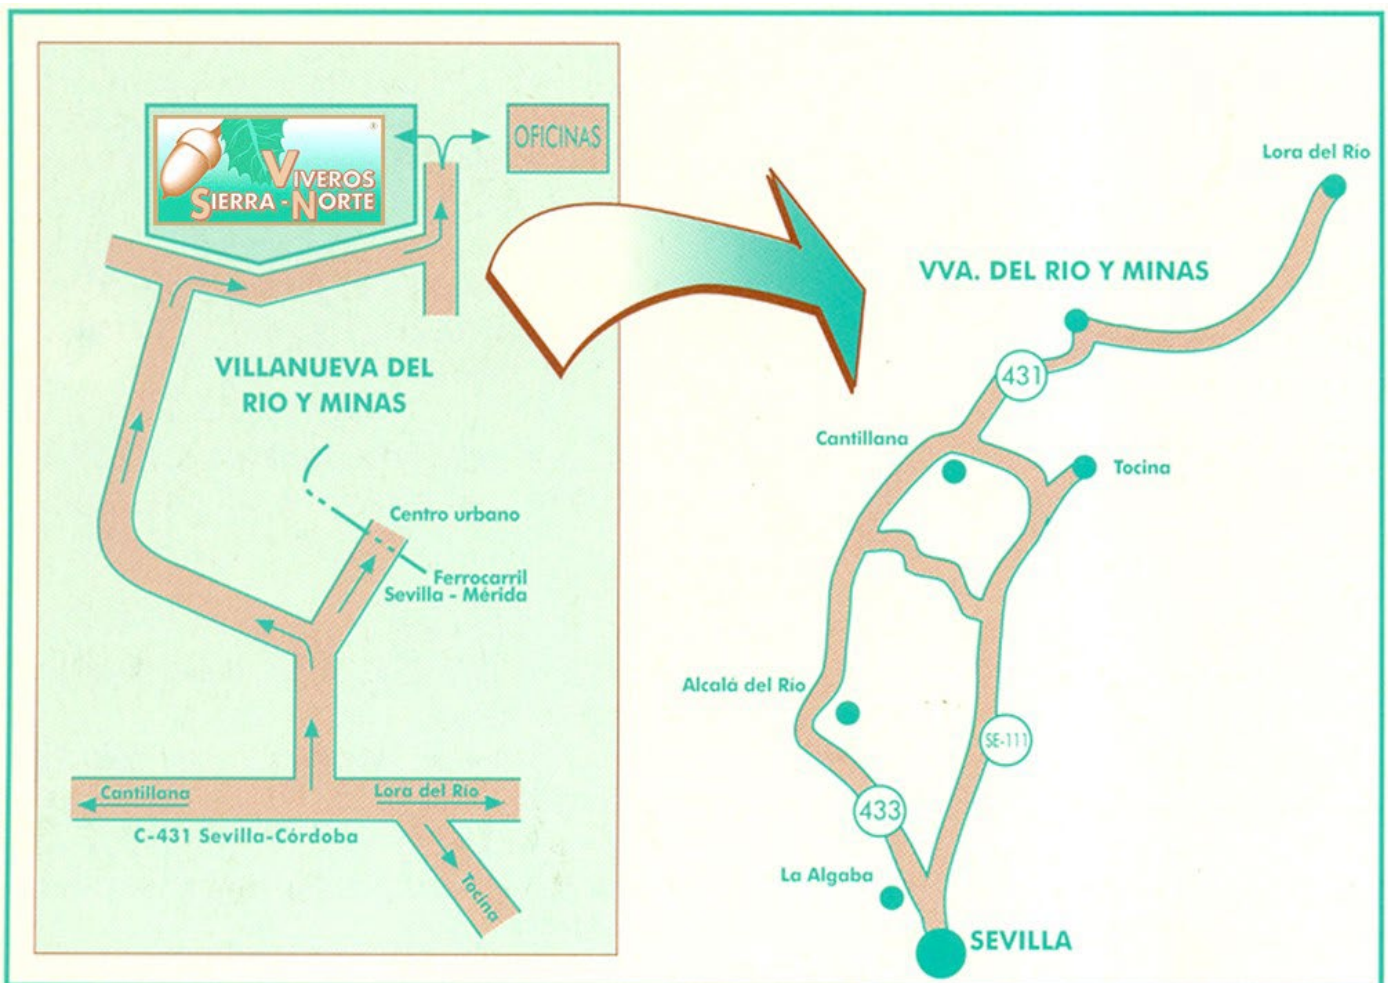 VIVEROS
SIERRA-NORTE
®
OFICINAS
VILLANUEVA DEL
RIO Y MINAS
Centro urbano
Ferrocarril
Sevilla - Mérida
Cantillana
Lora del Río
C-431 Sevilla-Córdoba
Tocina
Lora del Río
VVA. DEL RIO Y MINAS
431
Cantillana
Tocina
Alcalá del Río
SE-111
433
La Algaba
SEVILLA